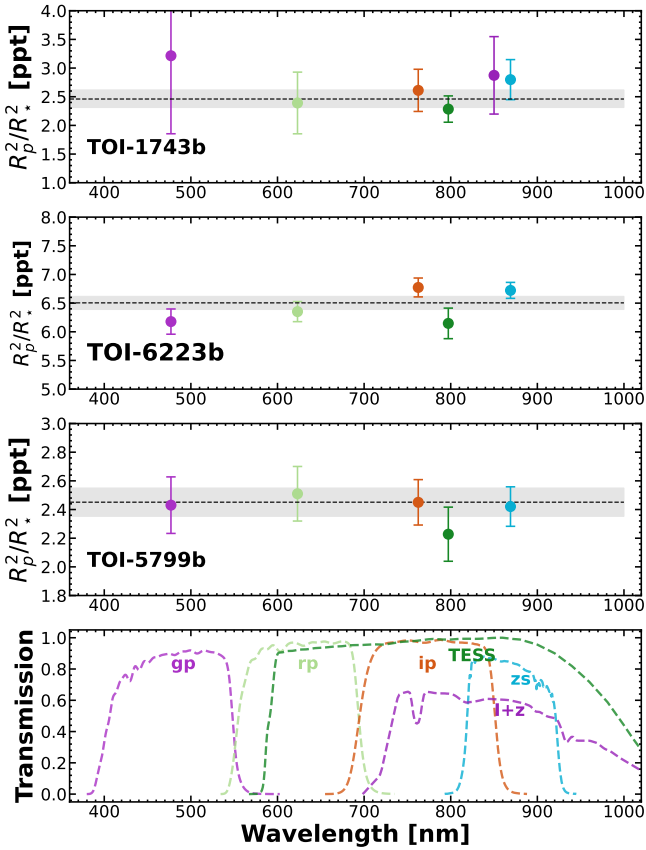 R_p^2/R_⋆^2 [ppt]
4.0
3.5
3.0
2.5
2.0
1.5
1.0
TOI-1743b
400 500 600 700 800 900 1000
R_p^2/R_⋆^2 [ppt]
8.0
7.5
7.0
6.5
6.0
5.5
5.0
TOI-6223b
400 500 600 700 800 900 1000
R_p^2/R_⋆^2 [ppt]
3.0
2.8
2.6
2.4
2.2
2.0
1.8
TOI-5799b
400 500 600 700 800 900 1000
Transmission
1.0
0.8
0.6
0.4
0.2
0.0
gp rp ip TESS zs I+z
400 500 600 700 800 900 1000
Wavelength [nm]